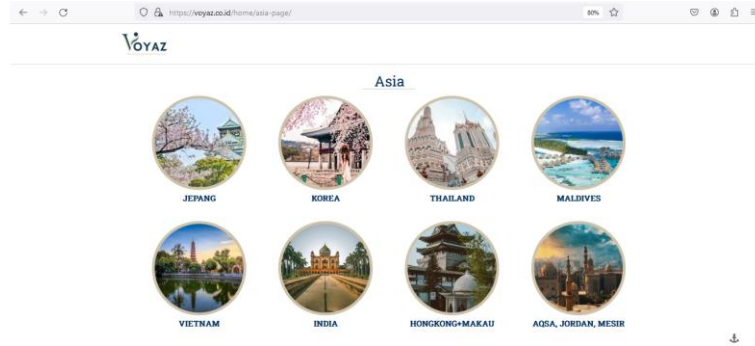 https://voyaz.co.id/home/asia-page/ 80%
VOYAZ
Asia
JEPANG KOREA THAILAND MALDIVES
VIETNAM INDIA HONGKONG+MAKAU AQSA, JORDAN, MESIR